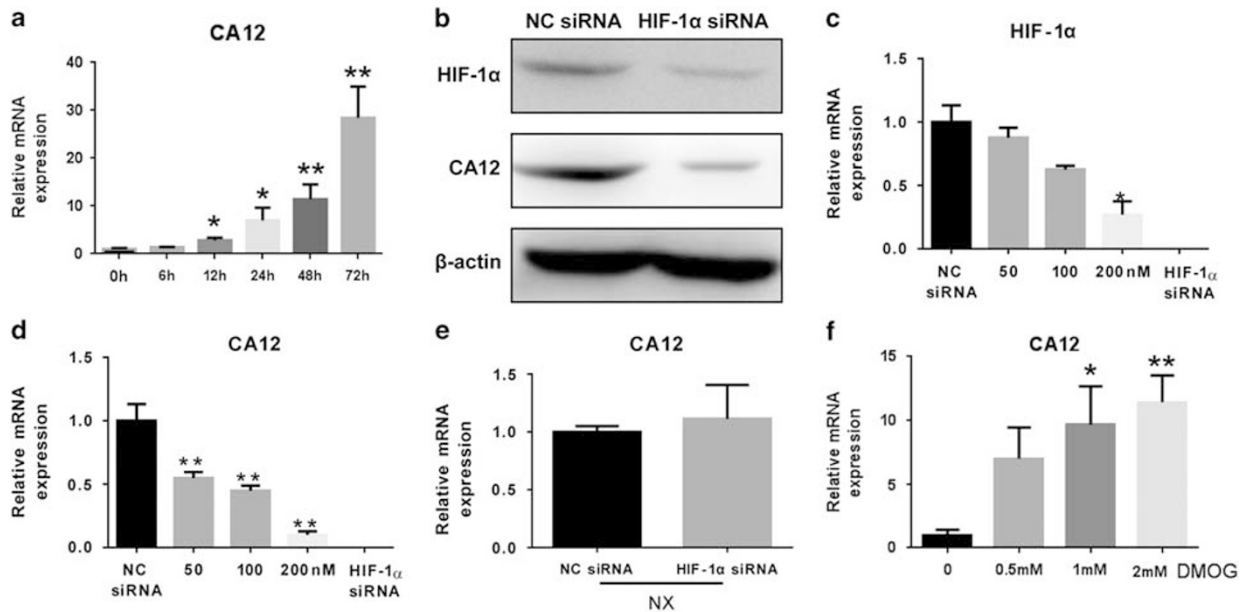 a
CA12
Relative mRNA
expression
40
30
20
10
0
*
*
**
**
0h 6h 12h 24h 48h 72h
b
NC siRNA HIF-1α siRNA
HIF-1α
CA12
β-actin
c
HIF-1α
Relative mRNA
expression
1.5
1.0
0.5
0.0
*
NC 50 100 200 nM HIF-1α
siRNA siRNA
d
CA12
Relative mRNA
expression
1.5
1.0
0.5
0.0
**
**
**
NC 50 100 200 nM HIF-1α
siRNA siRNA
e
CA12
Relative mRNA
expression
1.5
1.0
0.5
0.0
NC siRNA HIF-1α siRNA
NX
f
CA12
Relative mRNA
expression
15
10
5
0
*
**
0 0.5mM 1mM 2mM DMOG